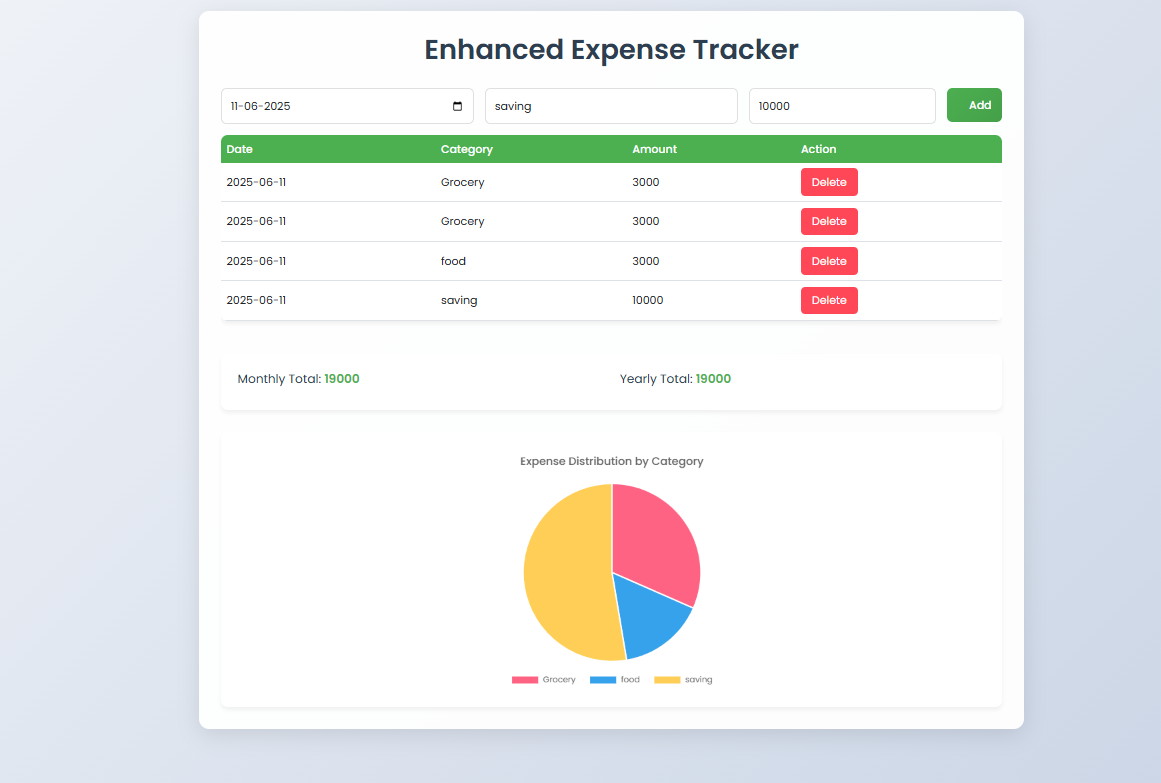 Enhanced Expense Tracker
11-06-2025 saving 10000 Add
Date Category Amount Action
2025-06-11 Grocery 3000 Delete
2025-06-11 Grocery 3000 Delete
2025-06-11 food 3000 Delete
2025-06-11 saving 10000 Delete
Monthly Total: 19000 Yearly Total: 19000
Expense Distribution by Category
Grocery food saving